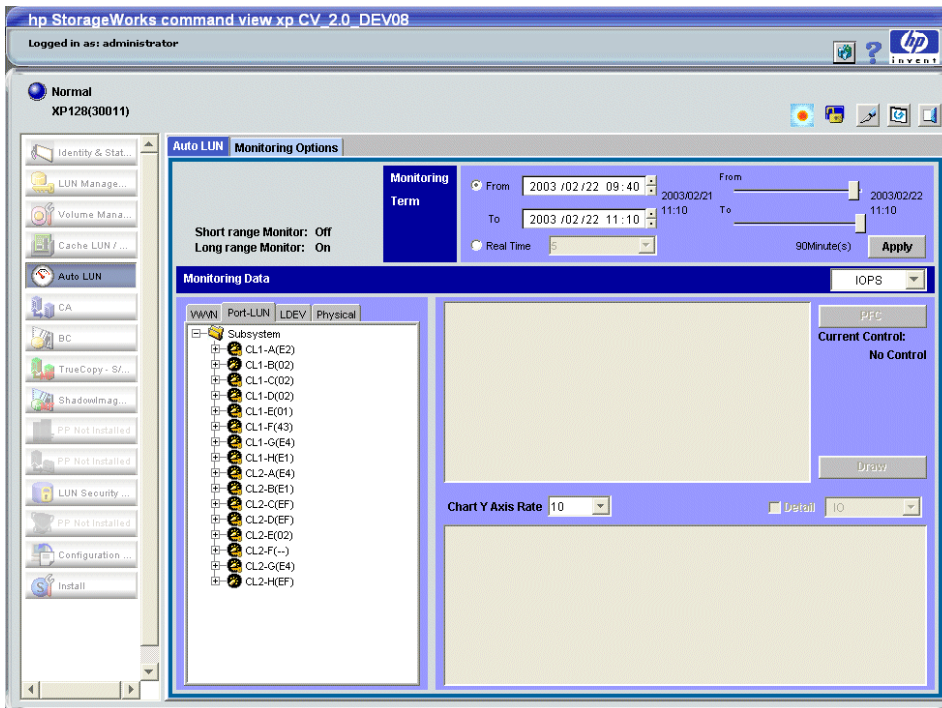 hp StorageWorks command view xp CV_2.0_DEV08
Logged in as: administrator
?
hp
invent
Normal
XP128(30011)
Identity & Stat...
LUN Manage...
Volume Mana...
Cache LUN / ...
Auto LUN
CA
BC
TrueCopy - S/...
ShadowImag...
PP Not Installed
PP Not Installed
LUN Security ...
PP Not Installed
Configuration ...
Install
Auto LUN
Monitoring Options
Short range Monitor: Off
Long range Monitor: On
Monitoring
Term
From 2003 /02/22 09:40
To 2003 /02/22 11:10
Real Time 5
2003/02/21
11:10
From
To
2003/02/22
11:10
90Minute(s)
Apply
Monitoring Data
IOPS
WWN
Port-LUN
LDEV
Physical
Subsystem
CL1-A(E2)
CL1-B(02)
CL1-C(02)
CL1-D(02)
CL1-E(01)
CL1-F(43)
CL1-G(E4)
CL1-H(E1)
CL2-A(E4)
CL2-B(E1)
CL2-C(EF)
CL2-D(EF)
CL2-E(02)
CL2-F(--)
CL2-G(E4)
CL2-H(EF)
PFC
Current Control:
No Control
Draw
Chart Y Axis Rate 10
Detail IO